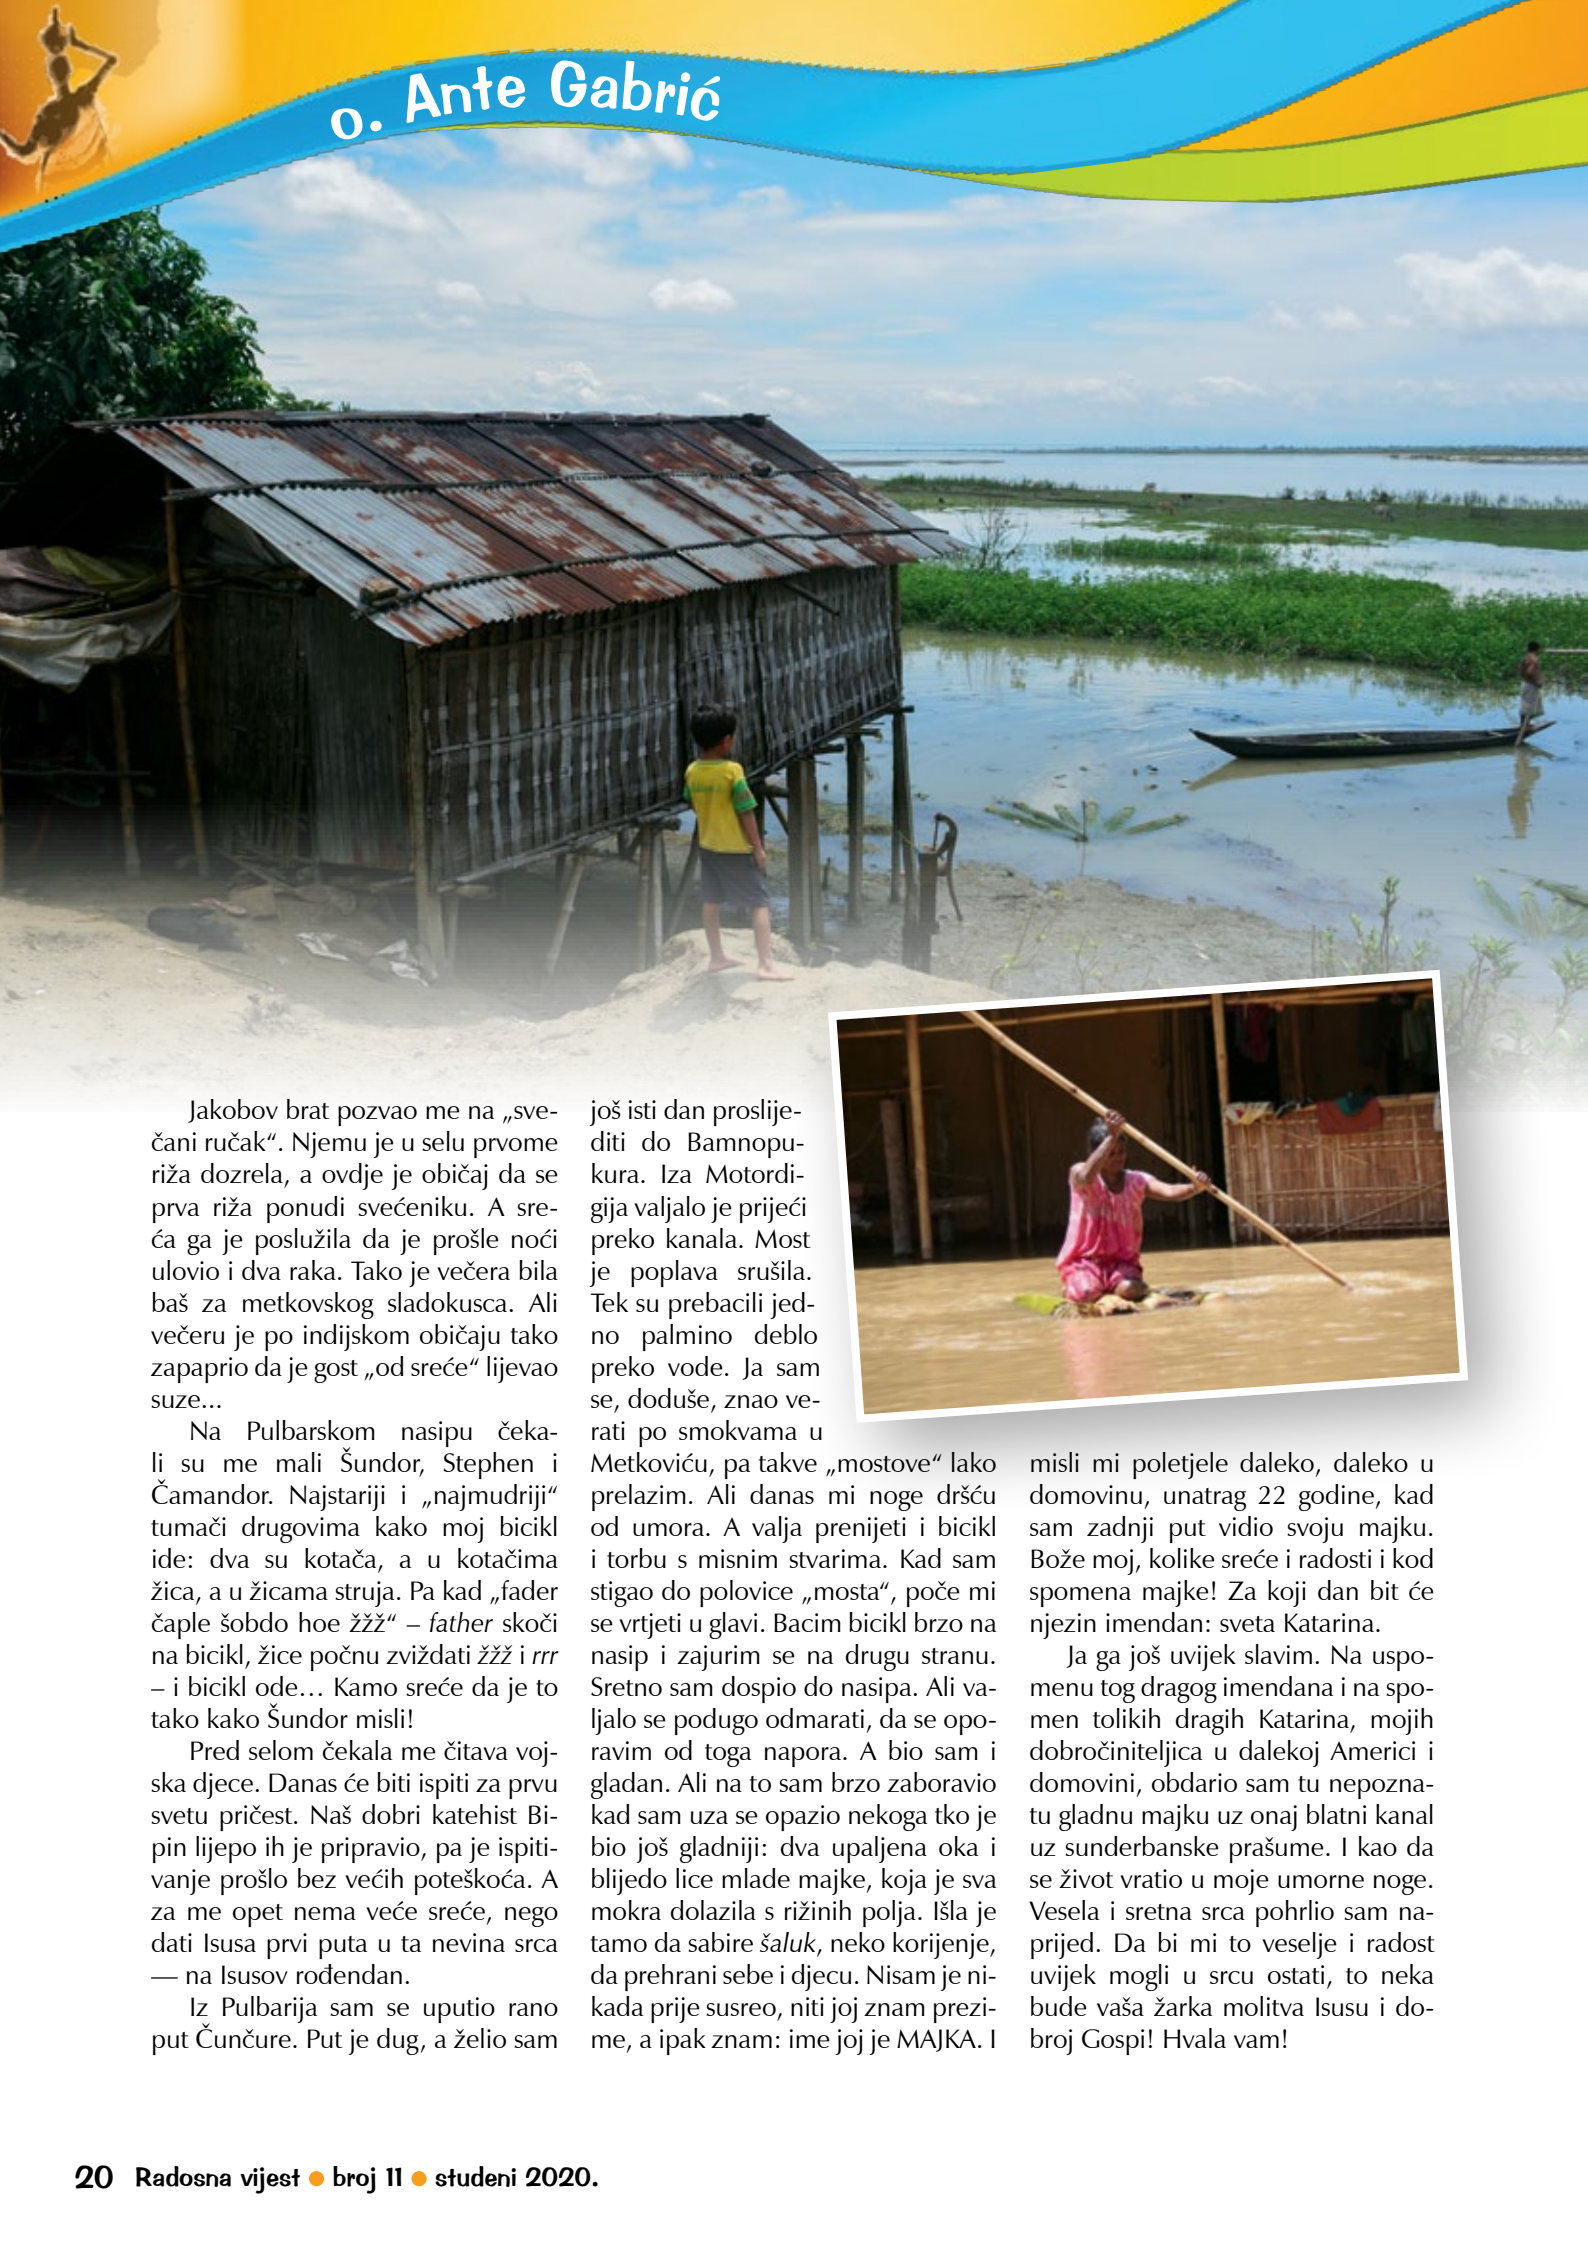 o. Ante Gabrić
Jakobov brat pozvao me na „sve-
čani ručak“. Njemu je u selu prvome
riža dozrela, a ovdje je običaj da se
prva riža ponudi svećeniku. A sre-
ća ga je poslužila da je prošle noći
ulovio i dva raka. Tako je večera bila
baš za metkovskog sladokusca. Ali
večeru je po indijskom običaju tako
zapaprio da je gost „od sreće“ lijevao
suze...
Na Pulbarskom nasipu čeka-
li su me mali Šundor, Stephen i
Čamandor. Najstariji i „najmudriji“
tumači drugovima kako moj bicikl
ide: dva su kotača, a u kotačima
žica, a u žicama struja. Pa kad „fader
čaple šobdo hoe žžž“ – father skoči
na bicikl, žice počnu zviždati žžž i rrr
– i bicikl ode… Kamo sreće da je to
tako kako Šundor misli!
Pred selom čekala me čitava voj-
ska djece. Danas će biti ispiti za prvu
svetu pričest. Naš dobri katehist Bi-
pin lijepo ih je pripravio, pa je ispiti-
vanje prošlo bez većih poteškoća. A
za me opet nema veće sreće, nego
dati Isusa prvi puta u ta nevina srca
— na Isusov rođendan.
Iz Pulbarija sam se uputio rano
put Čunčure. Put je dug, a želio sam
još isti dan proslije-
diti do Bamnopu-
kura. Iza Motordi-
gija valjalo je prijeći
preko kanala. Most
je poplava srušila.
Tek su prebacili jed-
no palmino deblo
preko vode. Ja sam
se, doduše, znao ve-
rati po smokvama u
Metkoviću, pa takve „mostove“ lako
prelazim. Ali danas mi noge dršću
od umora. A valja prenijeti i bicikl
i torbu s misnim stvarima. Kad sam
stigao do polovice „mosta“, poče mi
se vrtjeti u glavi. Bacim bicikl brzo na
nasip i zajurim se na drugu stranu.
Sretno sam dospio do nasipa. Ali va-
ljalo se podugo odmarati, da se opo-
ravim od toga napora. A bio sam i
gladan. Ali na to sam brzo zaboravio
kad sam uza se opazio nekoga tko je
bio još gladniji: dva upaljena oka i
blijedo lice mlade majke, koja je sva
mokra dolazila s rižinih polja. Išla je
tamo da sabire šaluk, neko korijenje,
da prehrani sebe i djecu. Nisam je ni-
kada prije susreo, niti joj znam prezi-
me, a ipak znam: ime joj je MAJKA. I
misli mi poletjele daleko, daleko u
domovinu, unatrag 22 godine, kad
sam zadnji put vidio svoju majku.
Bože moj, kolike sreće i radosti i kod
spomena majke! Za koji dan bit će
njezin imendan: sveta Katarina.
Ja ga još uvijek slavim. Na uspo-
menu tog dragog imendana i na spo-
men tolikih dragih Katarina, mojih
dobročiniteljica u dalekoj Americi i
domovini, obdario sam tu nepozna-
tu gladnu majku uz onaj blatni kanal
uz sunderbanske prašume. I kao da
se život vratio u moje umorne noge.
Vesela i sretna srca pohrlio sam na-
prijed. Da bi mi to veselje i radost
uvijek mogli u srcu ostati, to neka
bude vaša žarka molitva Isusu i do-
broj Gospi! Hvala vam!
20 Radosna vijest ● broj 11 ● studeni 2020.